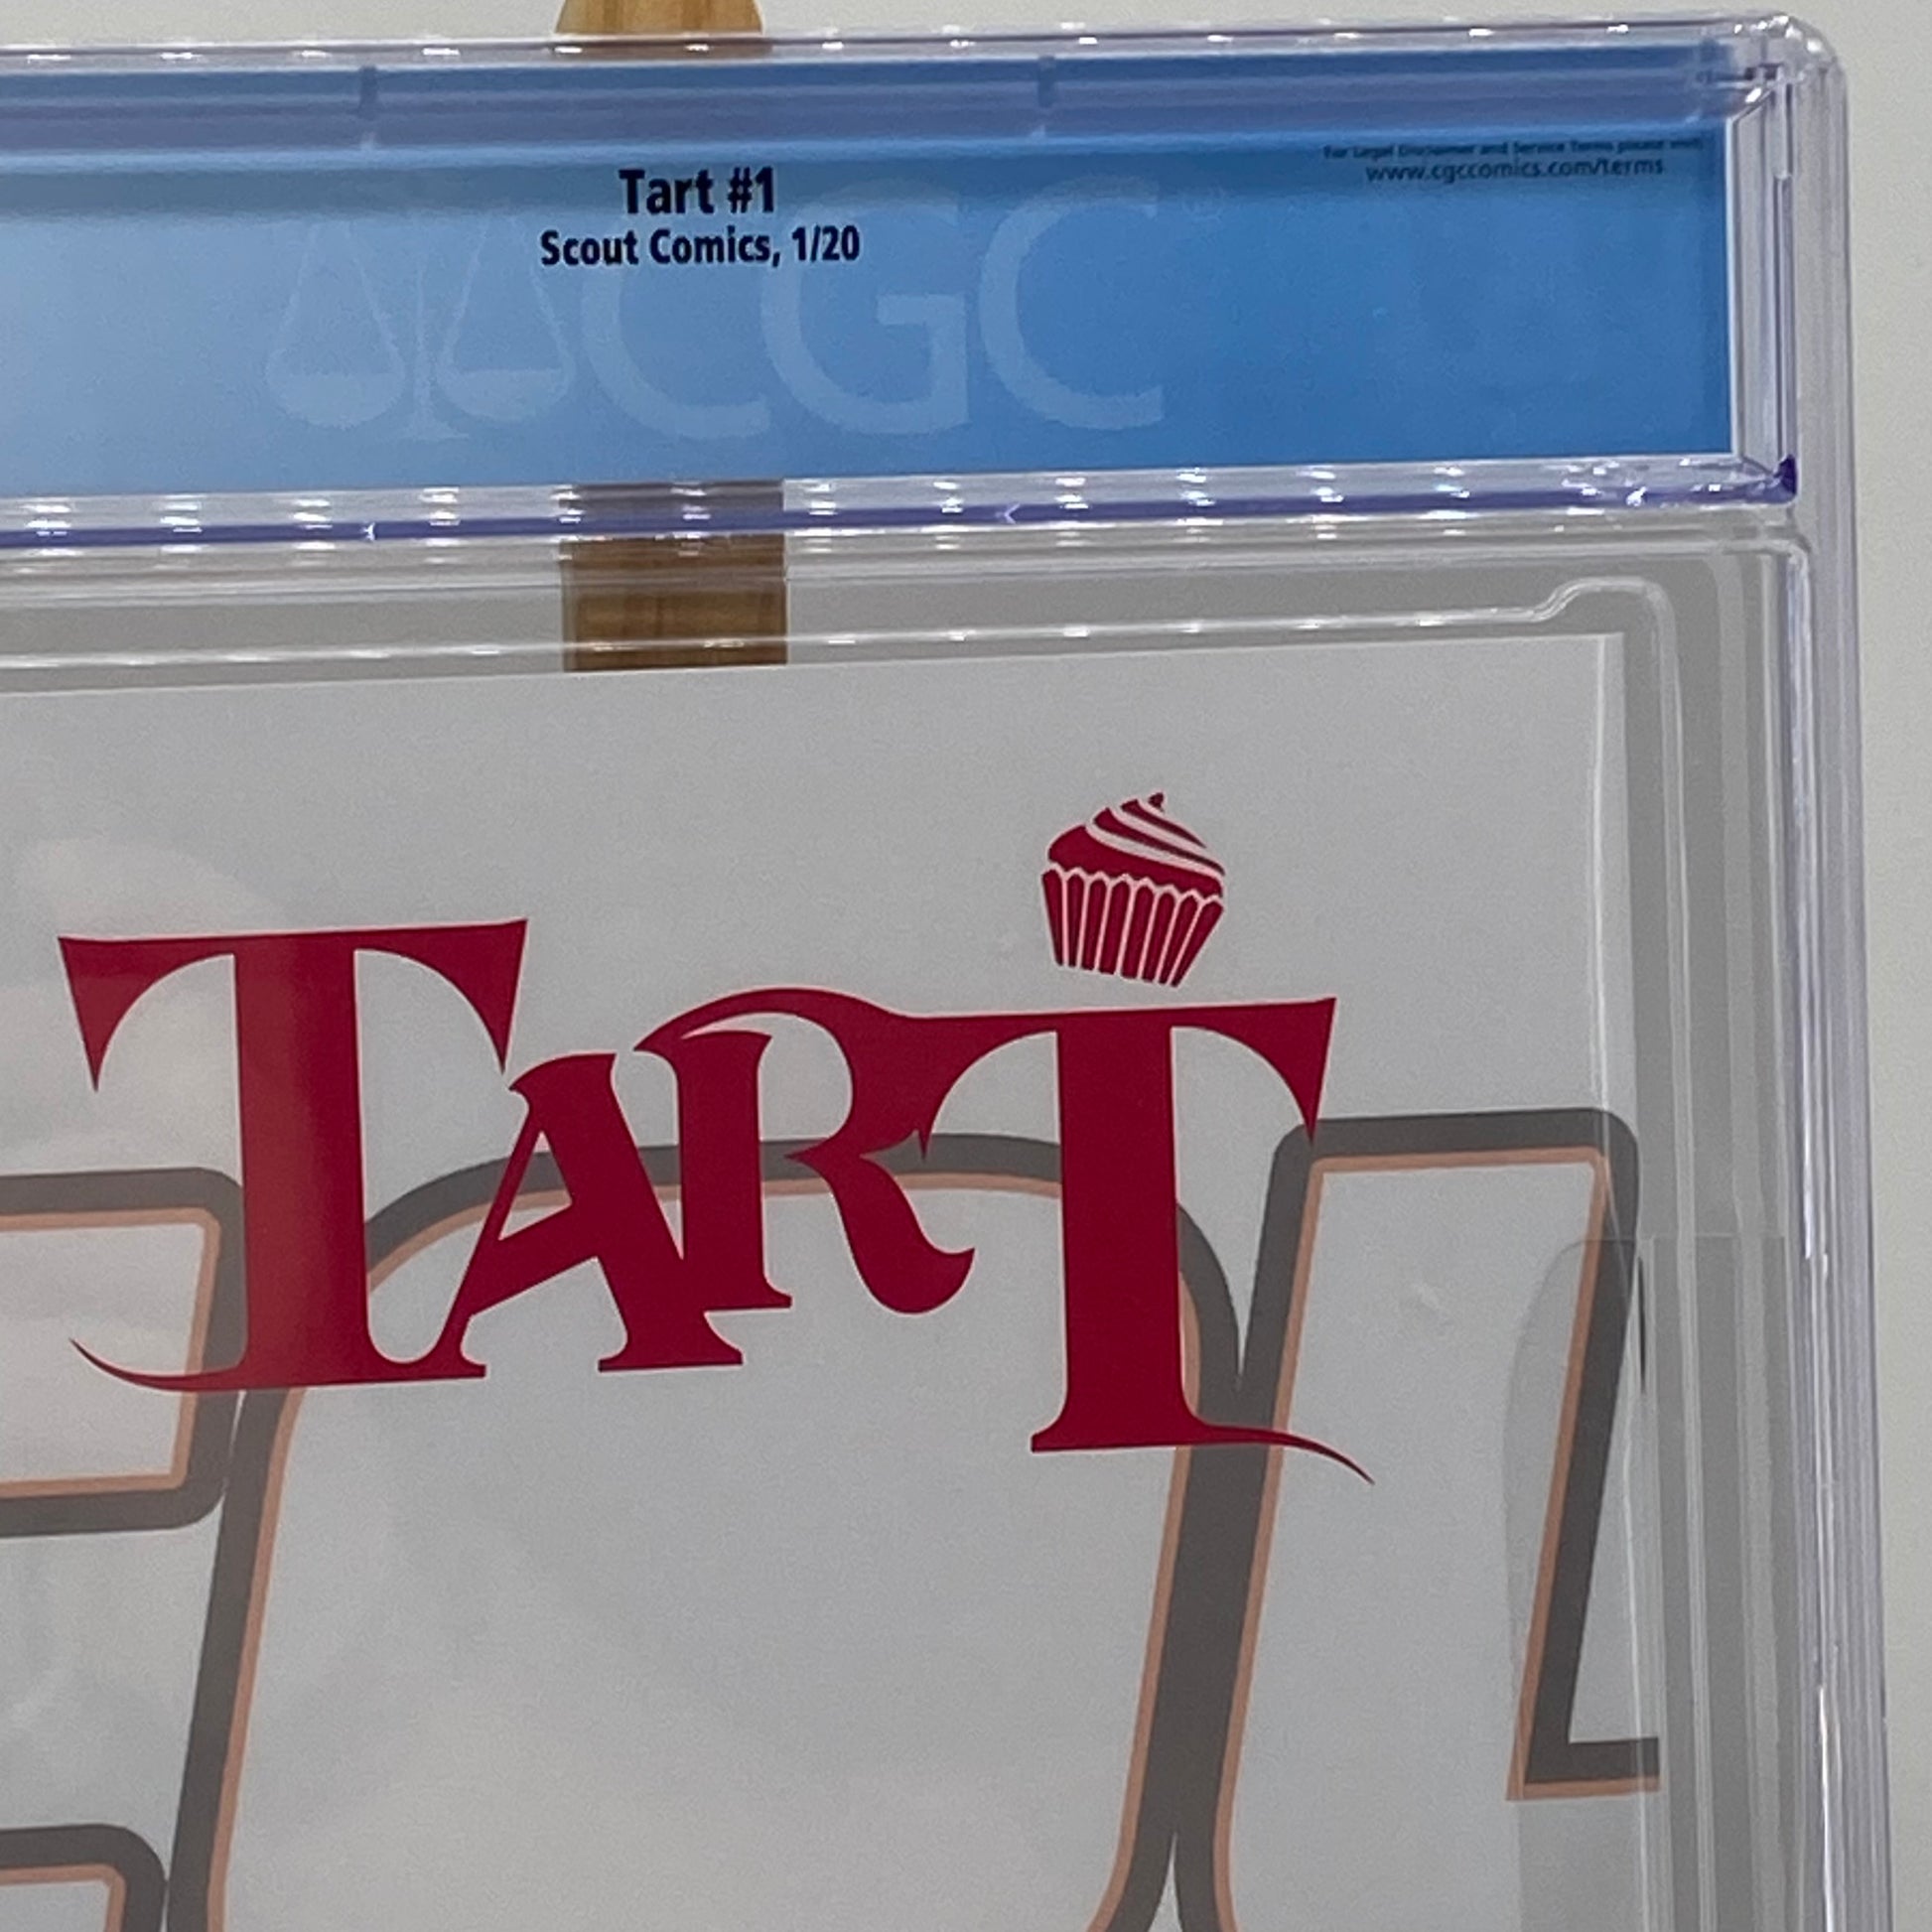 Tart #1
Scout Comics, 1/20
For Legal Disclaimer and Service Terms please visit
www.cgccomics.com/terms
CGC
TART